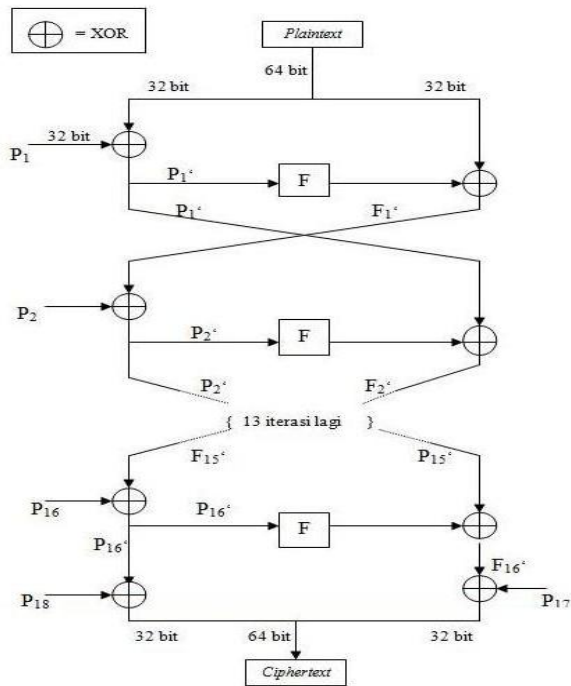 = XOR
Plaintext
64 bit
32 bit 32 bit
32 bit
P1
P1‘ F
P1‘ F1‘
P2
P2‘ F
P2‘ F2‘
{ 13 iterasi lagi }
F15‘ P15‘
P16
P16‘ F
P16‘
F16‘
P18 P17
32 bit 64 bit 32 bit
Ciphertext